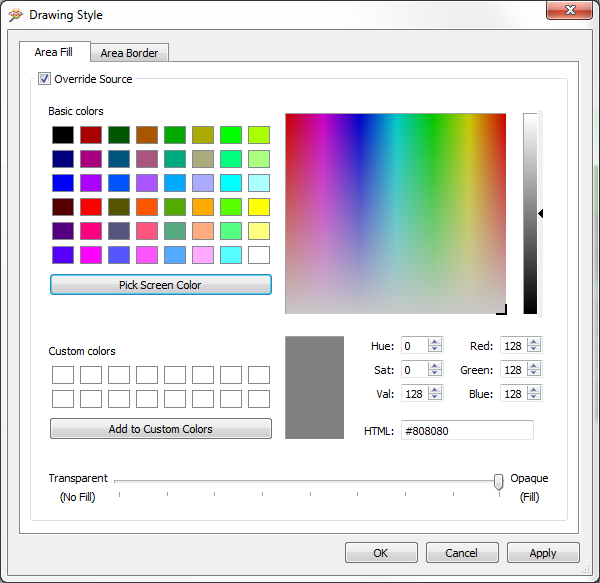 Drawing Style
Area Fill Area Border
Override Source
Basic colors
Pick Screen Color
Custom colors
Add to Custom Colors
Hue: 0 Red: 128
Sat: 0 Green: 128
Val: 128 Blue: 128
HTML: #808080
Transparent Opaque
(No Fill) (Fill)
OK Cancel Apply